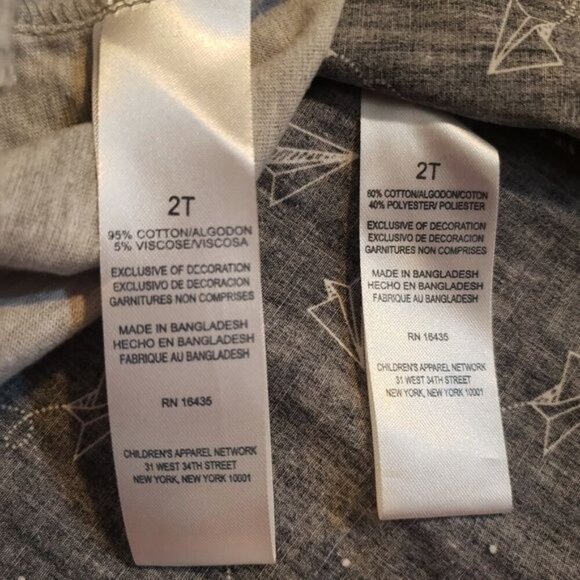 2T
95% COTTON/ALGODON
5% VISCOSE/VISCOSA
EXCLUSIVE OF DECORATION
EXCLUSIVO DE DECORACION
GARNITURES NON COMPRISES
MADE IN BANGLADESH
HECHO EN BANGLADESH
FABRIQUE AU BANGLADESH
RN 16435
CHILDREN'S APPAREL NETWORK
31 WEST 34TH STREET
NEW YORK, NEW YORK, 10001
2T
60% COTTON/ALGODON/COTON
40% POLYESTER/ POLIESTER
EXCLUSIVE OF DECORATION
EXCLUSIVO DE DECORACION
GARNITURES NON COMPRISES
MADE IN BANGLADESH
HECHO EN BANGLADESH
FABRIQUE AU BANGLADESH
RN 16435
CHILDREN'S APPAREL NETWORK
31 WEST 34TH STREET
NEW YORK, NEW YORK, 10001